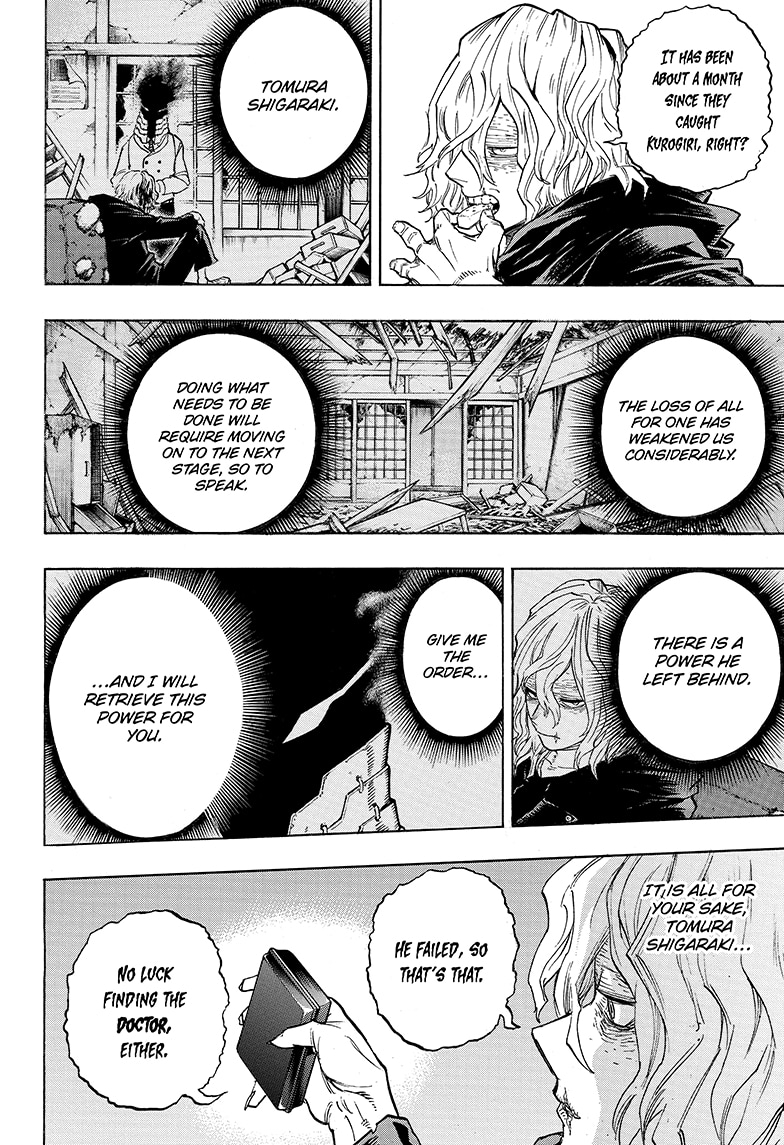 IT HAS BEEN
ABOUT A MONTH
SINCE THEY
CAUGHT
KUROGIRI, RIGHT?
TOMURA
SHIGARAKI.
THE LOSS OF ALL
FOR ONE HAS
WEAKENED US
CONSIDERABLY.
DOING WHAT
NEEDS TO BE
DONE WILL
REQUIRE MOVING
ON TO THE NEXT
STAGE, SO TO
SPEAK.
THERE IS A
POWER HE
LEFT BEHIND.
GIVE ME
THE
ORDER...
...AND I WILL
RETRIEVE THIS
POWER FOR
YOU.
IT IS ALL FOR
YOUR SAKE,
TOMURA
SHIGARAKI...
HE FAILED, SO
THAT'S THAT.
NO LUCK
FINDING THE
DOCTOR,
EITHER.